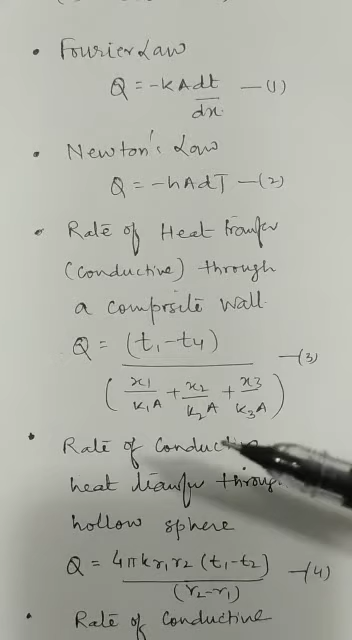 • Fourier Law
Q = -KA dt/dx —(1)
• Newton's Law
Q = -hAdT —(2)
• Rate of Heat transfer
(conductive) through
a composite wall
Q = (t1-t4) / (x1/K1A + x2/K2A + x3/K3A) —(3)
• Rate of Conductive
heat transfer through
hollow sphere
Q = 4πkr1r2 (t1-t2) / (r2-r1) —(4)
• Rate of Conductive